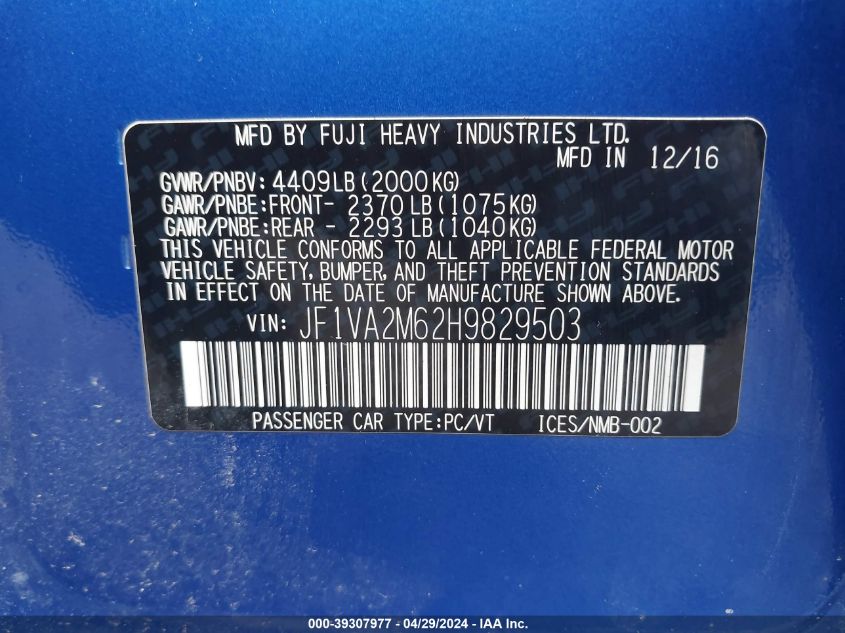 MFD BY FUJI HEAVY INDUSTRIES LTD.
MFD IN 12/16
GVWR/PNBV: 4409LB(2000KG)
GAWR/PNBE:FRONT- 2370LB(1075KG)
GAWR/PNBE:REAR - 2293LB(1040KG)
THIS VEHICLE CONFORMS TO ALL APPLICABLE FEDERAL MOTOR
VEHICLE SAFETY, BUMPER, AND THEFT PREVENTION STANDARDS
IN EFFECT ON THE DATE OF MANUFACTURE SHOWN ABOVE.
VIN: JF1VA2M62H9829503
PASSENGER CAR TYPE:PC/VT ICES/NMB-002
000-39307977 - 04/29/2024 - IAA Inc.